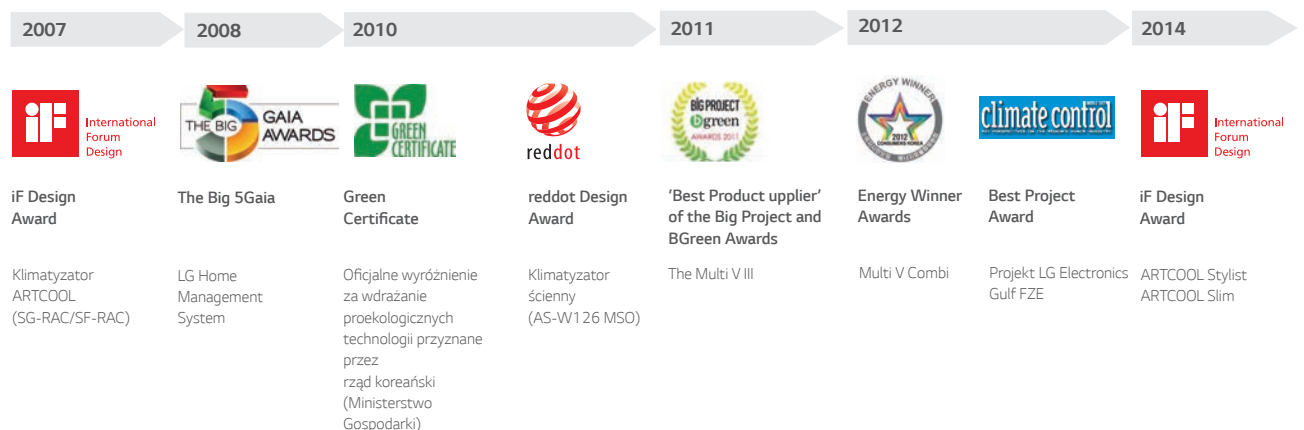 2007
2008
2010
2011
2012
2014
iF
International
Forum
Design
THE BIG 5
GAIA
AWARDS
GREEN
CERTIFICATE
reddot
BIG PROJECT
bgreen
AWARDS 2011
ENERGY WINNER
2012
CONSUMERS KOREA
climate control
iF
International
Forum
Design
iF Design
Award
The Big 5Gaia
Green
Certificate
reddot Design
Award
'Best Product upplier'
of the Big Project and
BGreen Awards
Energy Winner
Awards
Best Project
Award
iF Design
Award
Klimatyzator
ARTCOOL
(SG-RAC/SF-RAC)
LG Home
Management
System
Oficjalne wyróżnienie
za wdrażanie
proekologicznych
technologii przyznane
przez
rząd koreański
(Ministerstwo
Gospodarki)
Klimatyzator
ścienny
(AS-W126 MSO)
The Multi V III
Multi V Combi
Projekt LG Electronics
Gulf FZE
ARTCOOL Stylist
ARTCOOL Slim